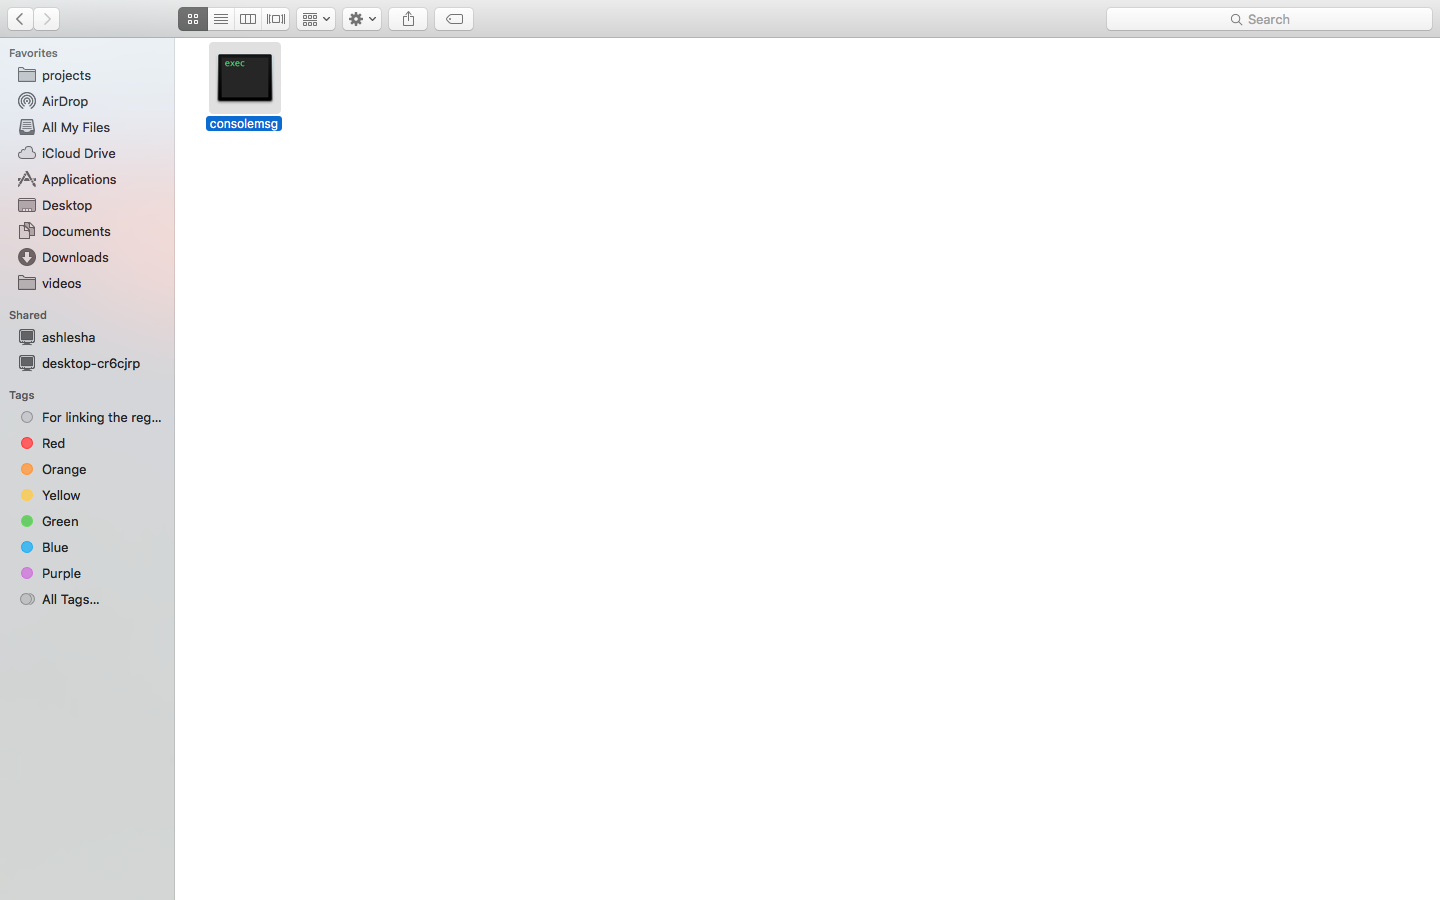 Search
Favorites
projects
AirDrop
All My Files
iCloud Drive
Applications
Desktop
Documents
Downloads
videos
Shared
ashlesha
desktop-cr6cjrp
Tags
For linking the reg...
Red
Orange
Yellow
Green
Blue
Purple
All Tags...
exec
consolemsg